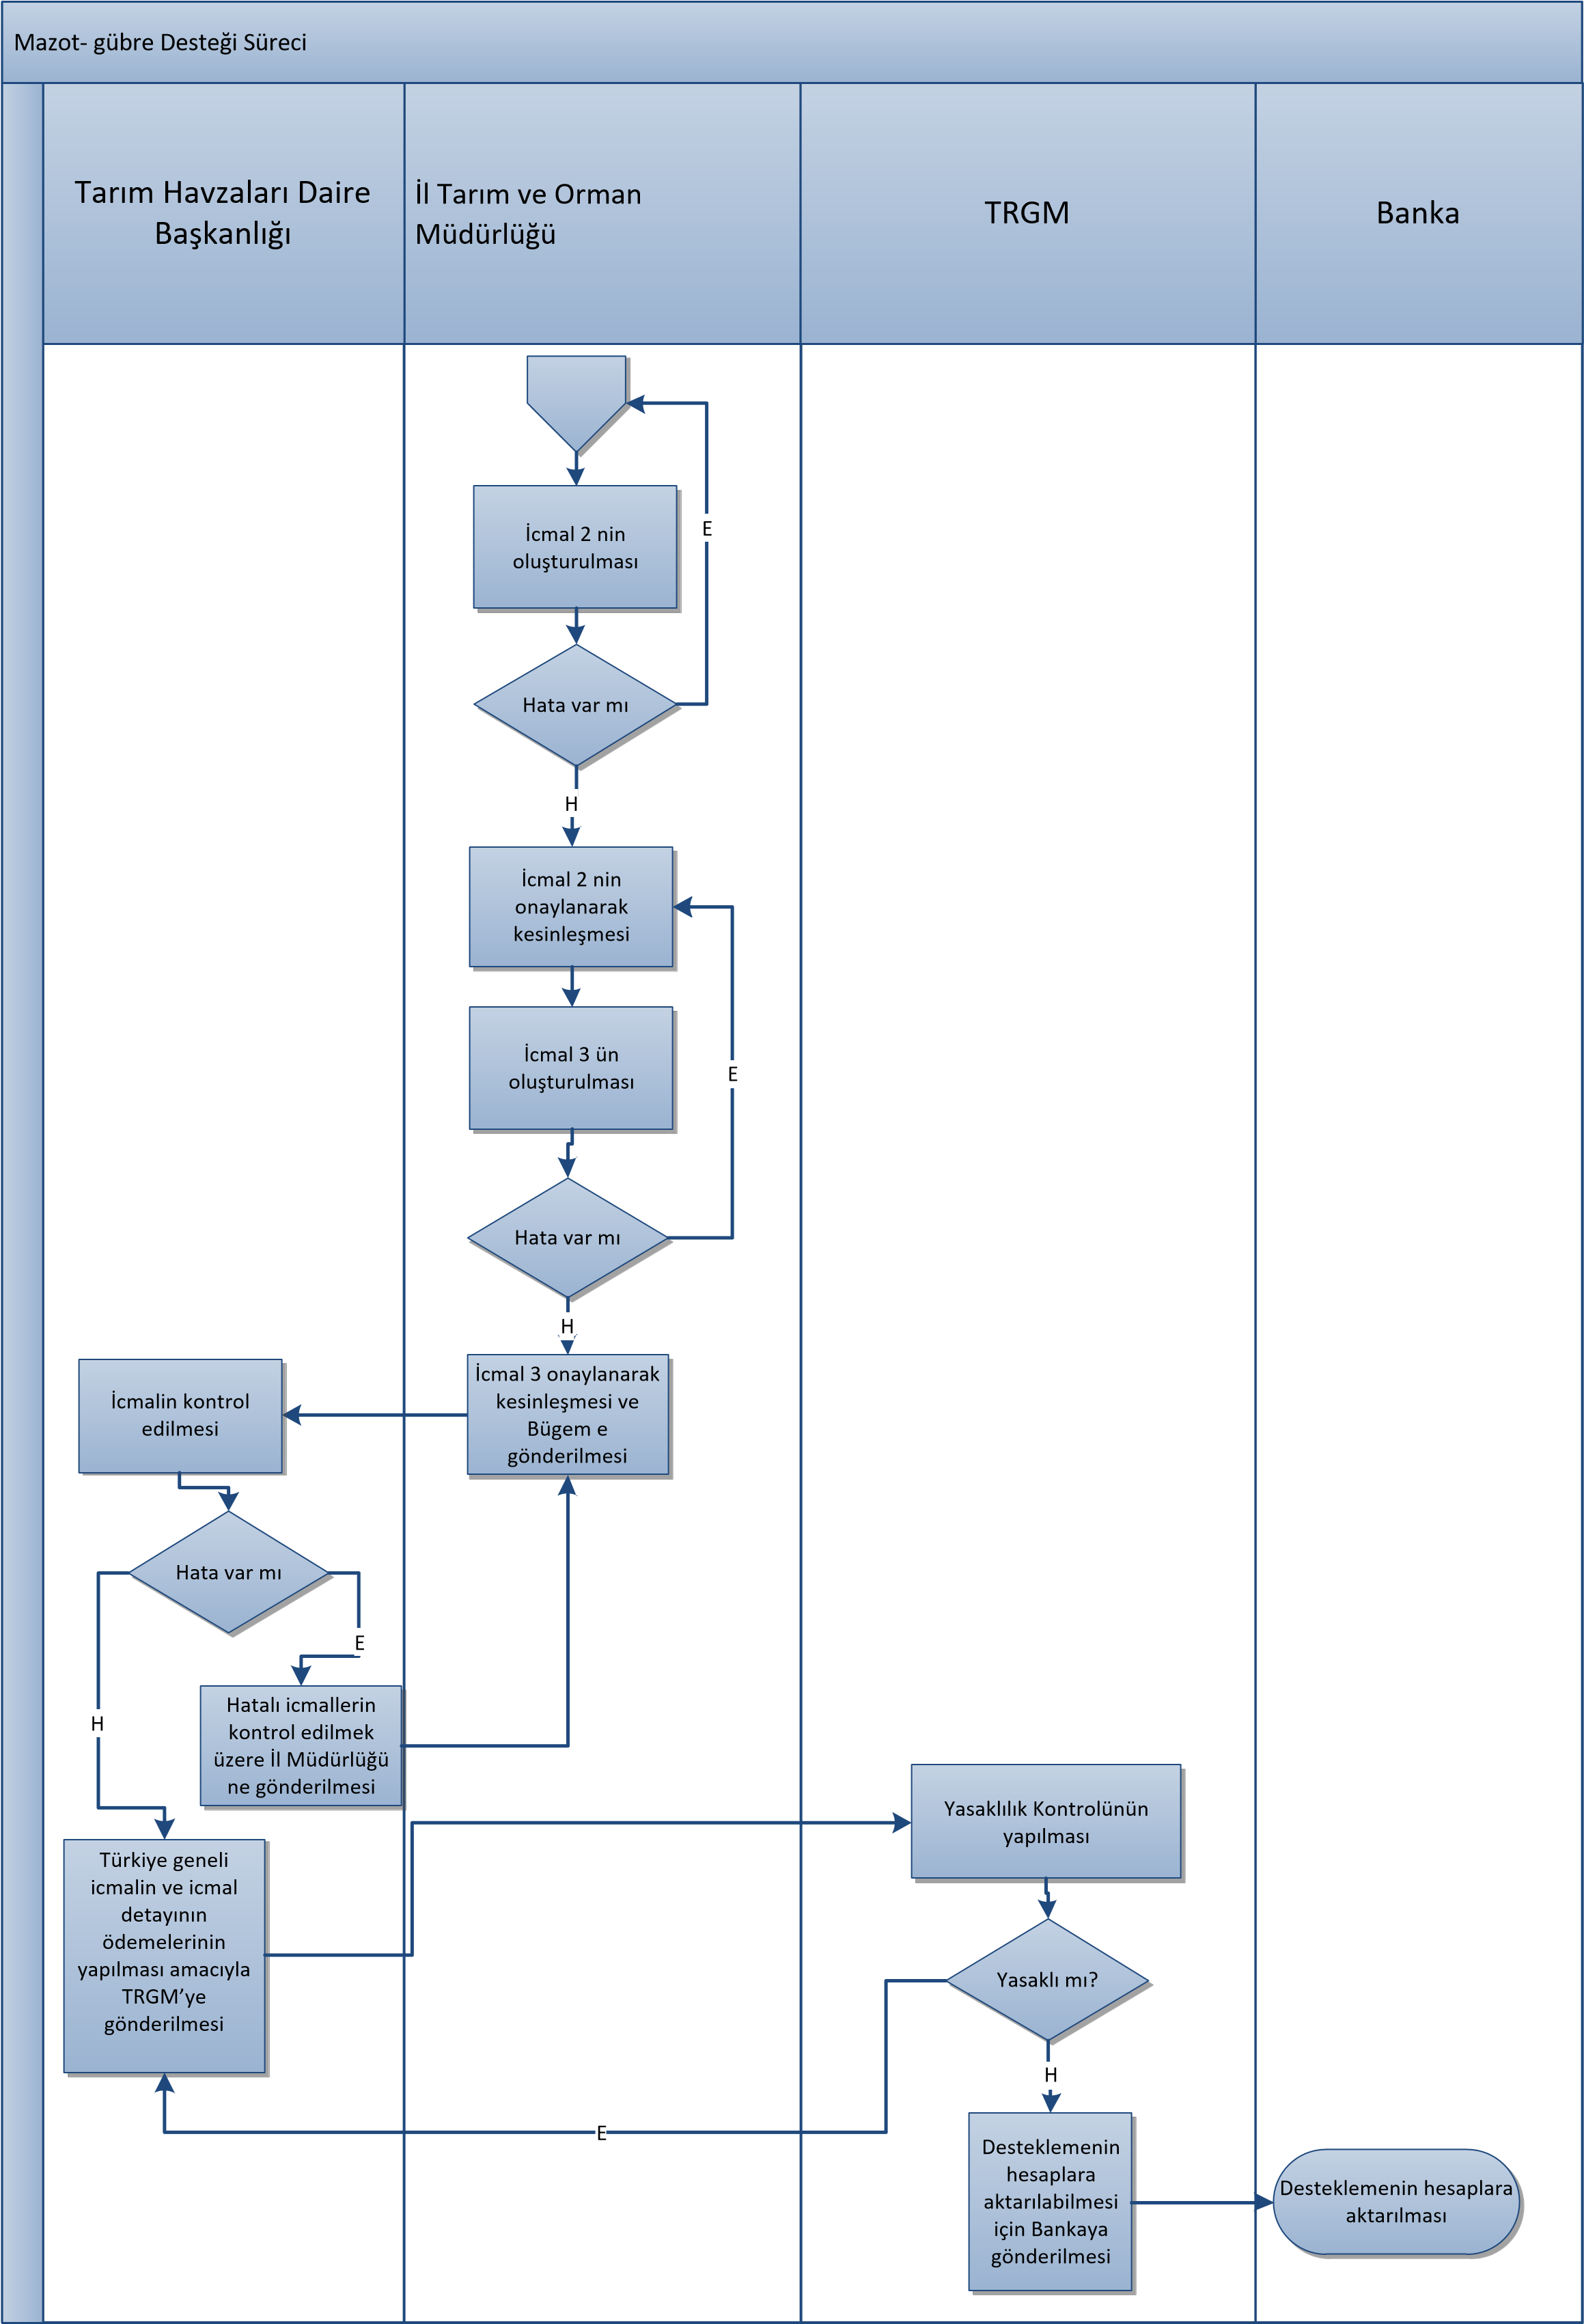 Mazot- gübre Desteği Süreci
Tarım Havzaları Daire
Başkanlığı
İl Tarım ve Orman
Müdürlüğü
TRGM
Banka
İcmal 2 nin
oluşturulması
E
Hata var mı
H
İcmal 2 nin
onaylanarak
kesinleşmesi
İcmal 3 ün
oluşturulması
E
Hata var mı
H
İcmal 3 onaylanarak
kesinleşmesi ve
Bügem e
gönderilmesi
İcmalin kontrol
edilmesi
Hata var mı
E
H
Hatalı icmallerin
kontrol edilmek
üzere İl Müdürlüğü
ne gönderilmesi
Türkiye geneli
icmalin ve icmal
detayının
ödemelerinin
yapılması amacıyla
TRGM’ye
gönderilmesi
Yasaklılık Kontrolünün
yapılması
Yasaklı mı?
H
E
Desteklemenin
hesaplara
aktarılabilmesi
için Bankaya
gönderilmesi
Desteklemenin hesaplara
aktarılması